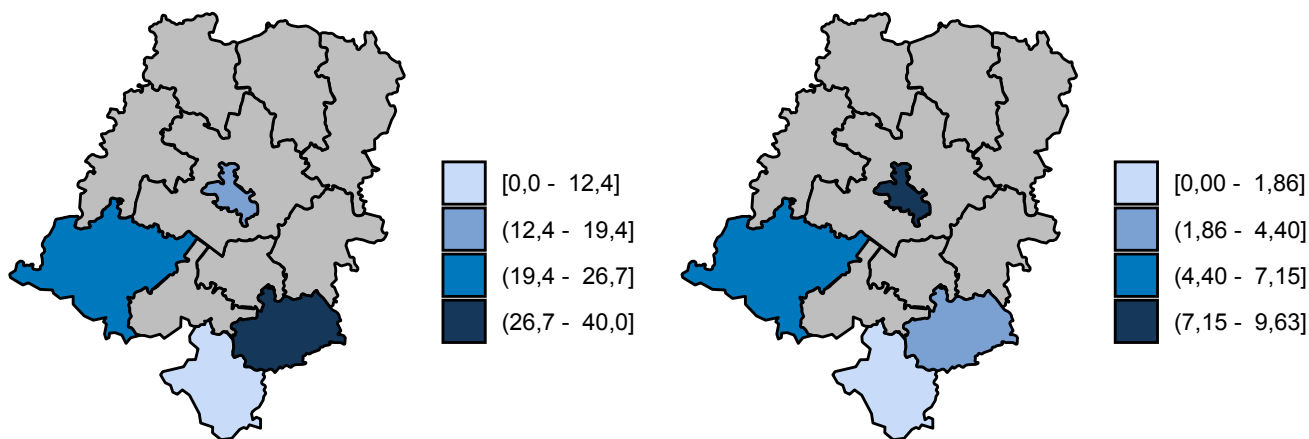 [0,0 - 12,4]
(12,4 - 19,4]
(19,4 - 26,7]
(26,7 - 40,0]
[0,00 - 1,86]
(1,86 - 4,40]
(4,40 - 7,15]
(7,15 - 9,63]